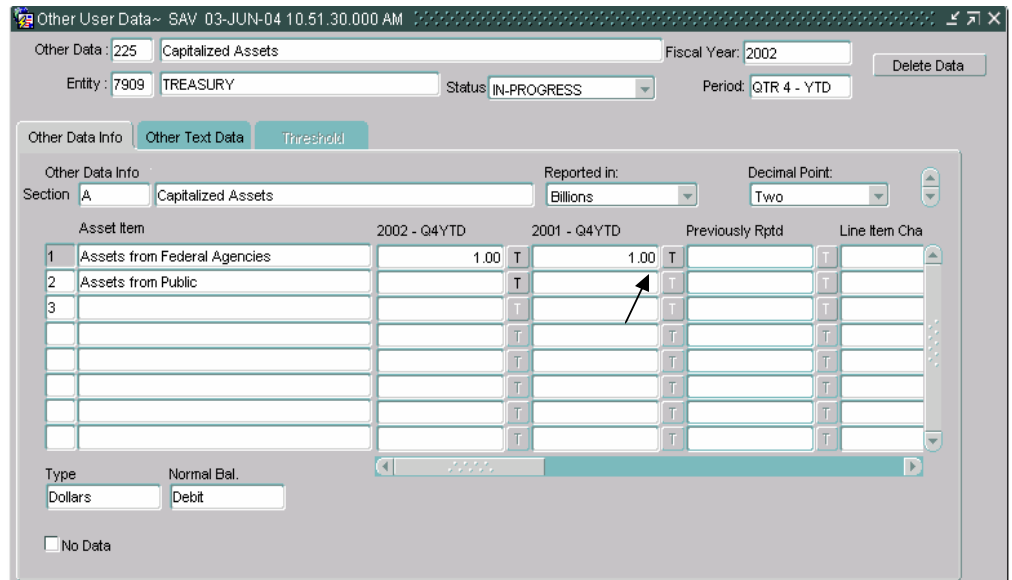 Other User Data~ SAV 03-JUN-04 10.51.30.000 AM
Other Data : 225 Capitalized Assets Fiscal Year: 2002 Delete Data
Entity : 7909 TREASURY Status IN-PROGRESS Period: QTR 4 - YTD
Other Data Info Other Text Data Threshold
Other Data Info Reported in: Decimal Point:
Section A Capitalized Assets Billions Two
Asset Item 2002 - Q4YTD 2001 - Q4YTD Previously Rptd Line Item Cha
1 Assets from Federal Agencies 1.00 T 1.00 T T
2 Assets from Public T T T
3 T T T
T T T
T T T
T T T
T T T
T T T
Type Normal Bal.
Dollars Debit
No Data